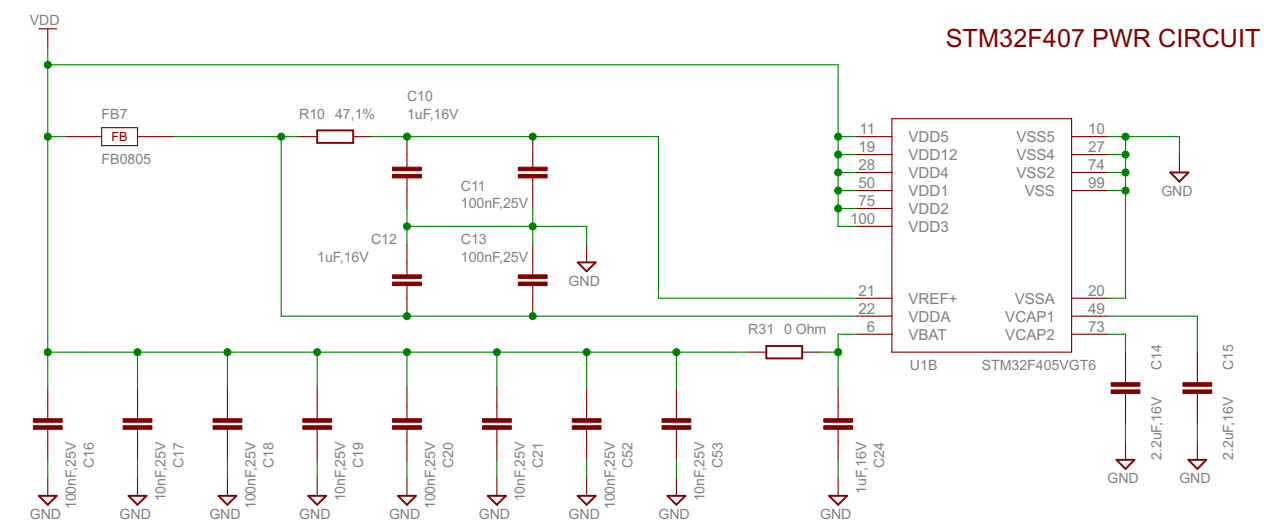 VDD
STM32F407 PWR CIRCUIT
FB7
FB
FB0805
R10 47,1%
C10
1uF,16V
C11
100nF,25V
C12
1uF,16V
C13
100nF,25V
GND
11 VDD5 VSS5 10
19 VDD12 VSS4 27
28 VDD4 VSS2 74
50 VDD1 VSS 99
75 VDD2
100 VDD3
GND
21 VREF+ VSSA 20
22 VDDA VCAP1 49
6 VBAT VCAP2 73
U1B STM32F405VGT6
R31 0 Ohm
C14
2.2uF,16V
GND
C15
2.2uF,16V
GND
100nF,25V
C16
GND
10nF,25V
C17
GND
100nF,25V
C18
GND
10nF,25V
C19
GND
100nF,25V
C20
GND
10nF,25V
C21
GND
100nF,25V
C52
GND
10nF,25V
C53
GND
1uF,16V
C24
GND